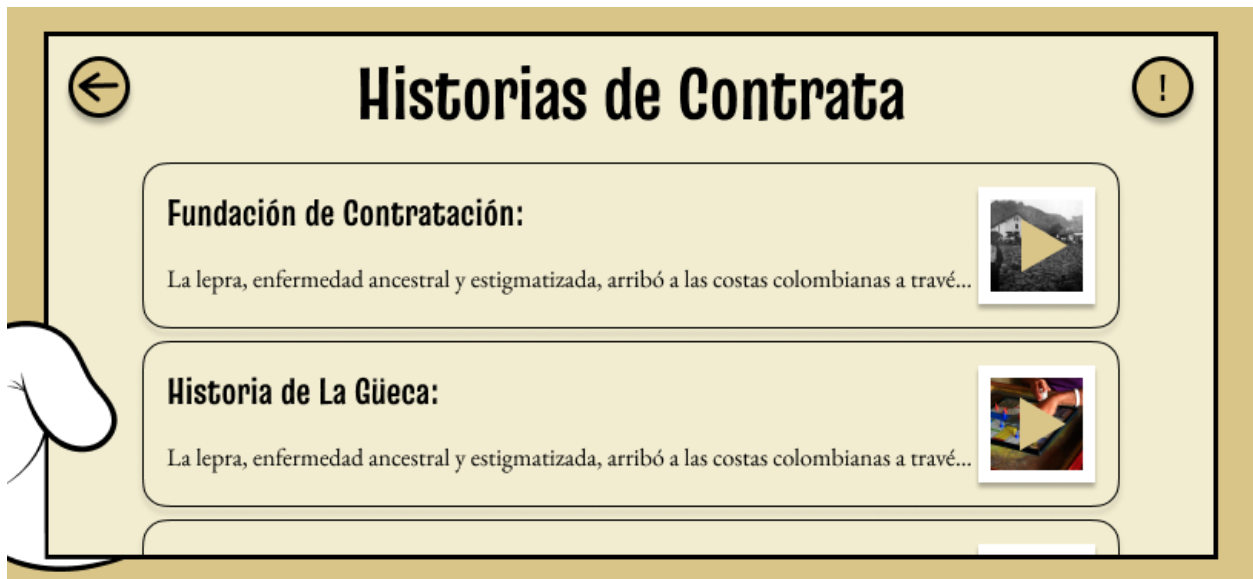 Historias de Contrata
!
Fundación de Contratación:
La lepra, enfermedad ancestral y estigmatizada, arribó a las costas colombianas a travé...
Historia de La Güeca:
La lepra, enfermedad ancestral y estigmatizada, arribó a las costas colombianas a travé...